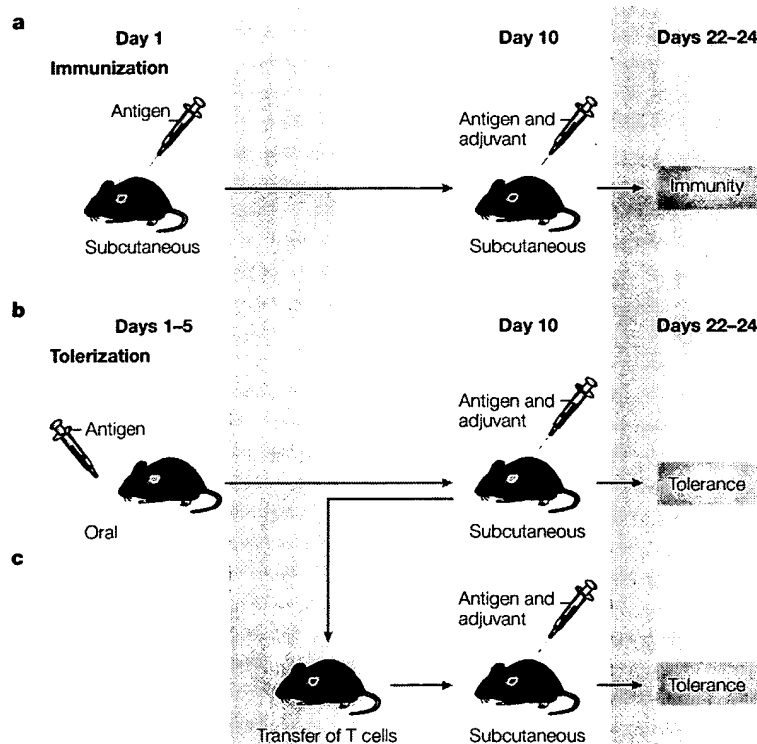 a
Day 1
Day 10
Days 22–24
Immunization
Antigen
Antigen and
adjuvant
Immunity
Subcutaneous
Subcutaneous
b
Days 1–5
Day 10
Days 22–24
Tolerization
Antigen
Antigen and
adjuvant
Tolerance
Oral
Subcutaneous
c
Antigen and
adjuvant
Tolerance
Transfer of T cells
Subcutaneous